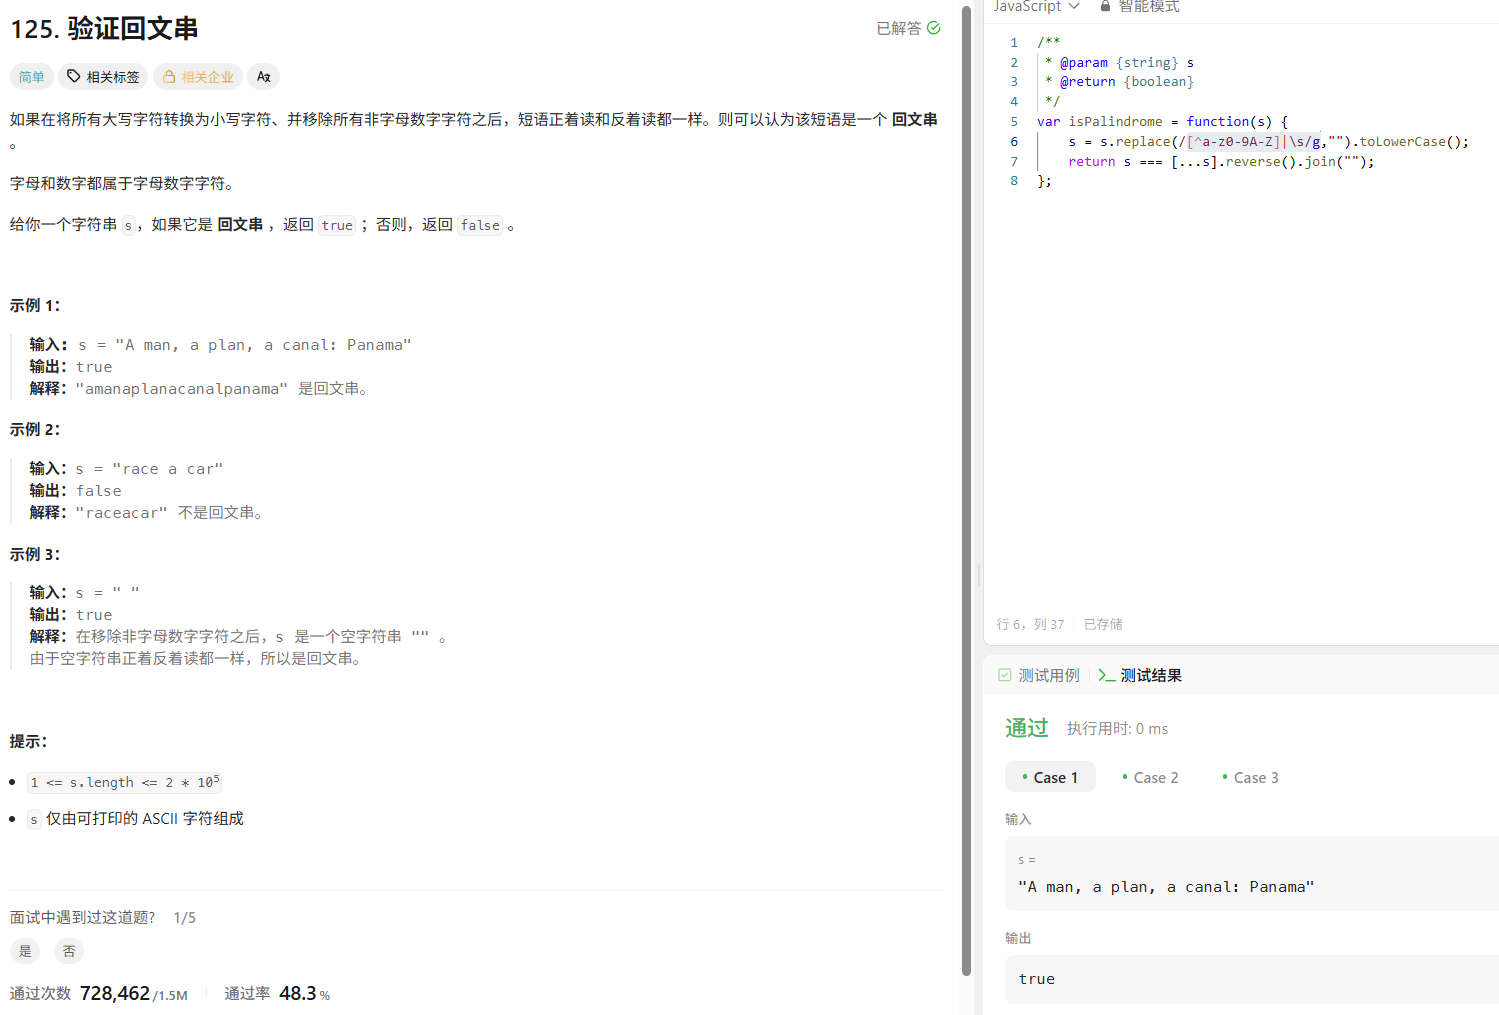 125. 验证回文串
已解答
简单 相关标签 相关企业 Az
如果在将所有大写字符转换为小写字符、并移除所有非字母数字字符之后，短语正着读和反着读都一样。则可以认为该短语是一个 回文串
。
字母和数字都属于字母数字字符。
给你一个字符串 s，如果它是 回文串 ，返回 true ；否则，返回 false 。
示例 1：
输入: s = "A man, a plan, a canal: Panama"
输出：true
解释："amanaplanacanalpanama" 是回文串。
示例 2：
输入：s = "race a car"
输出：false
解释："raceacar" 不是回文串。
示例 3：
输入：s = " "
输出：true
解释：在移除非字母数字字符之后，s 是一个空字符串 "" 。
由于空字符串正着反着读都一样，所以是回文串。
提示：
1 <= s.length <= 2 * 10⁵
s 仅由可打印的 ASCII 字符组成
面试中遇到过这道题? 1/5
是 否
通过次数 728,462/1.5M 通过率 48.3%
JavaScript 智能模式
1 /**
2 * @param {string} s
3 * @return {boolean}
4 */
5 var isPalindrome = function(s) {
6 s = s.replace(/[^a-z0-9A-Z]|\s/g,"").toLowerCase();
7 return s === [...s].reverse().join("");
8 };
行 6，列 37 已存储
测试用例 测试结果
通过 执行用时: 0 ms
Case 1 Case 2 Case 3
输入
s =
"A man, a plan, a canal: Panama"
输出
true